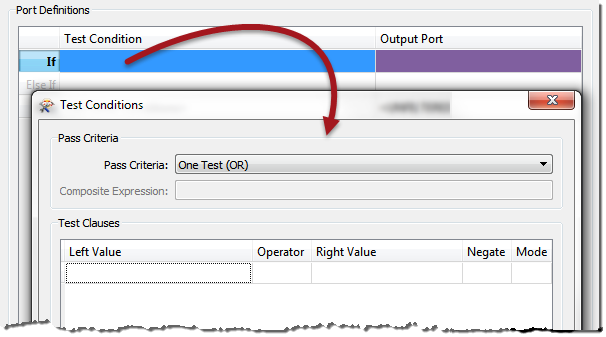 Port Definitions
Test Condition Output Port
If
Else If
Test Conditions
Pass Criteria
Pass Criteria: One Test (OR)
Composite Expression:
Test Clauses
Left Value Operator Right Value Negate Mode